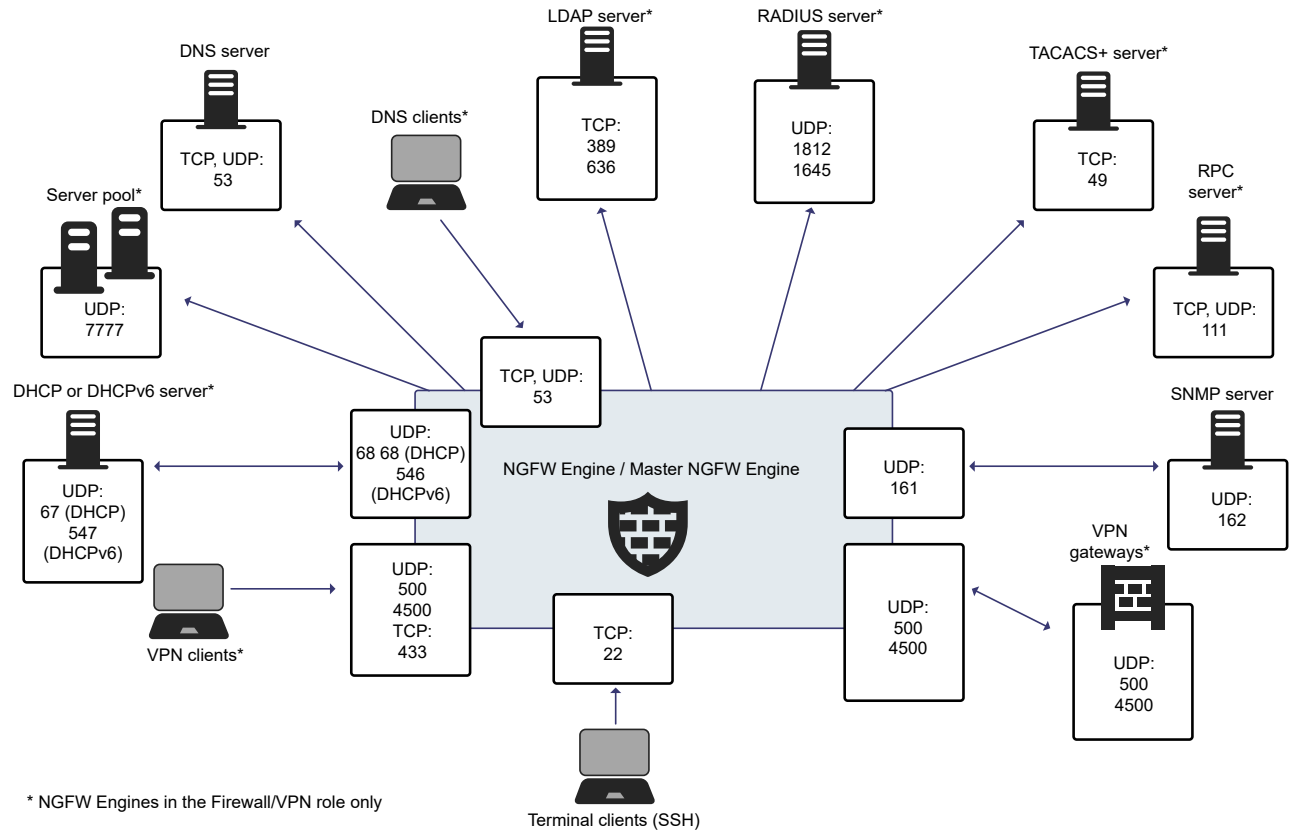 LDAP server*
RADIUS server*
DNS server
TACACS+ server*
DNS clients*
TCP:
389
636
UDP:
1812
1645
TCP, UDP:
53
TCP:
49
Server pool*
RPC
server*
UDP:
7777
TCP, UDP:
111
TCP, UDP:
53
DHCP or DHCPv6 server*
SNMP server
UDP:
68 68 (DHCP)
546
(DHCPv6)
NGFW Engine / Master NGFW Engine
UDP:
161
UDP:
67 (DHCP)
547
(DHCPv6)
UDP:
162
VPN
gateways*
UDP:
500
4500
TCP:
433
UDP:
500
4500
TCP:
22
VPN clients*
UDP:
500
4500
* NGFW Engines in the Firewall/VPN role only
Terminal clients (SSH)